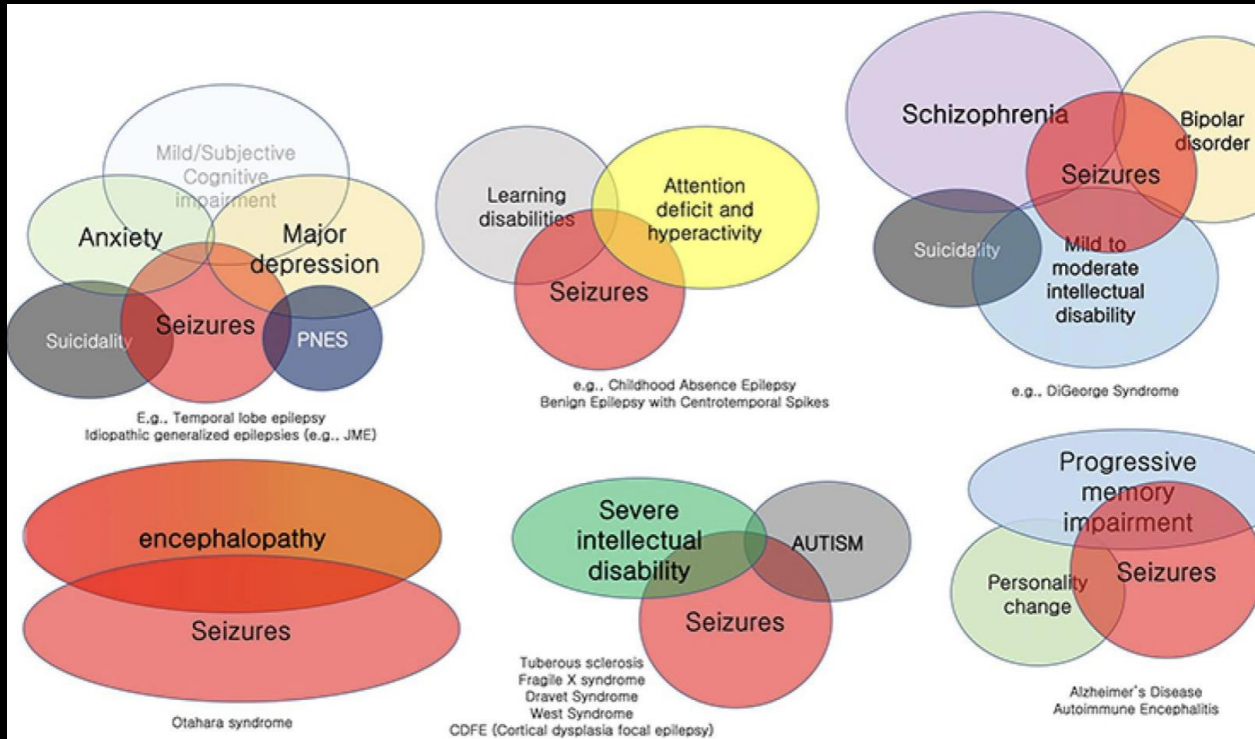 Mild/Subjective
Cognitive
impairment
Anxiety
Major
depression
Suicidality
Seizures
PNES
E.g., Temporal lobe epilepsy
Idiopathic generalized epilepsies (e.g., JME)
Learning
disabilities
Attention
deficit and
hyperactivity
Seizures
e.g., Childhood Absence Epilepsy
Benign Epilepsy with Centrotemporal Spikes
Schizophrenia
Bipolar
disorder
Seizures
Suicidality
Mild to
moderate
intellectual
disability
e.g., DiGeorge Syndrome
encephalopathy
Seizures
Otahara syndrome
Severe
intellectual
disability
AUTISM
Seizures
Tuberous sclerosis
Fragile X syndrome
Dravet Syndrome
West Syndrome
CDFE (Cortical dysplasia focal epilepsy)
Progressive
memory
impairment
Personality
change
Seizures
Alzheimer's Disease
Autoimmune Encephalitis